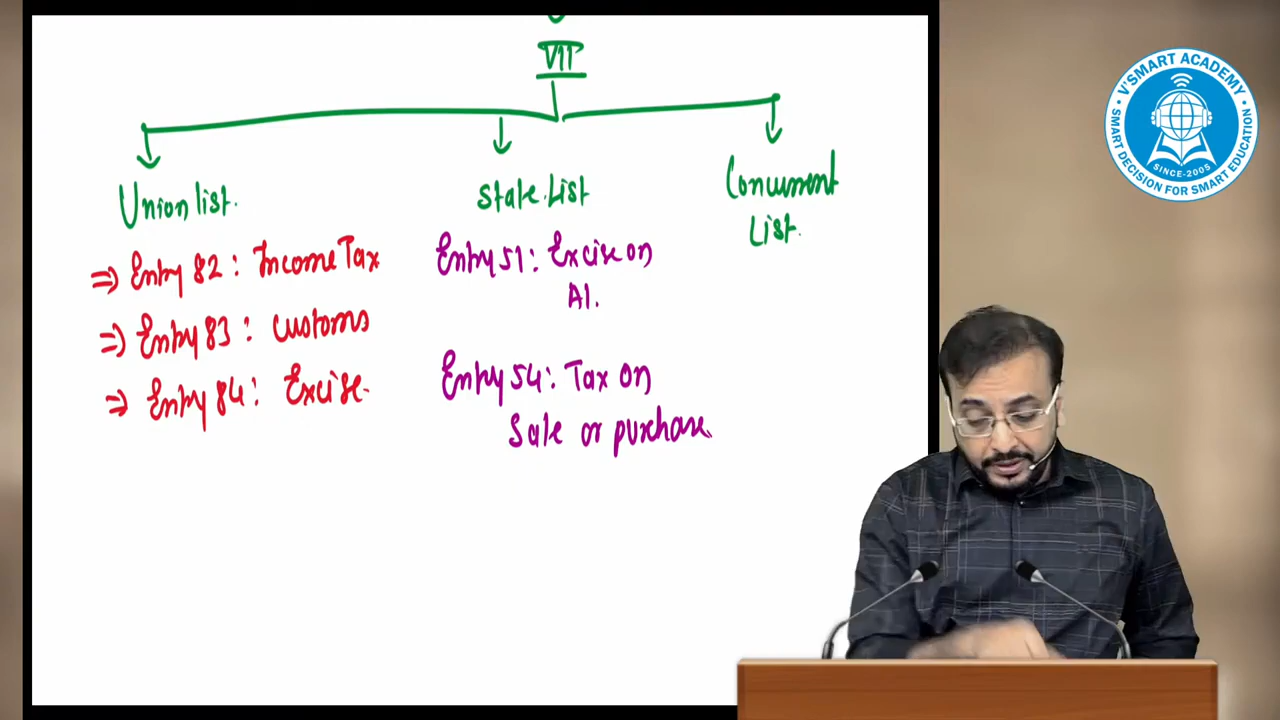 VII
Union list.
State List
Concurrent
List.
⇒ Entry 82 : Income Tax
⇒ Entry 83 : Customs
⇒ Entry 84 : Excise.
Entry 51 : Excise on
Al.
Entry 54 : Tax on
Sale or purchase
V'SMART ACADEMY
SINCE-2005
SMART DECISION FOR SMART EDUCATION